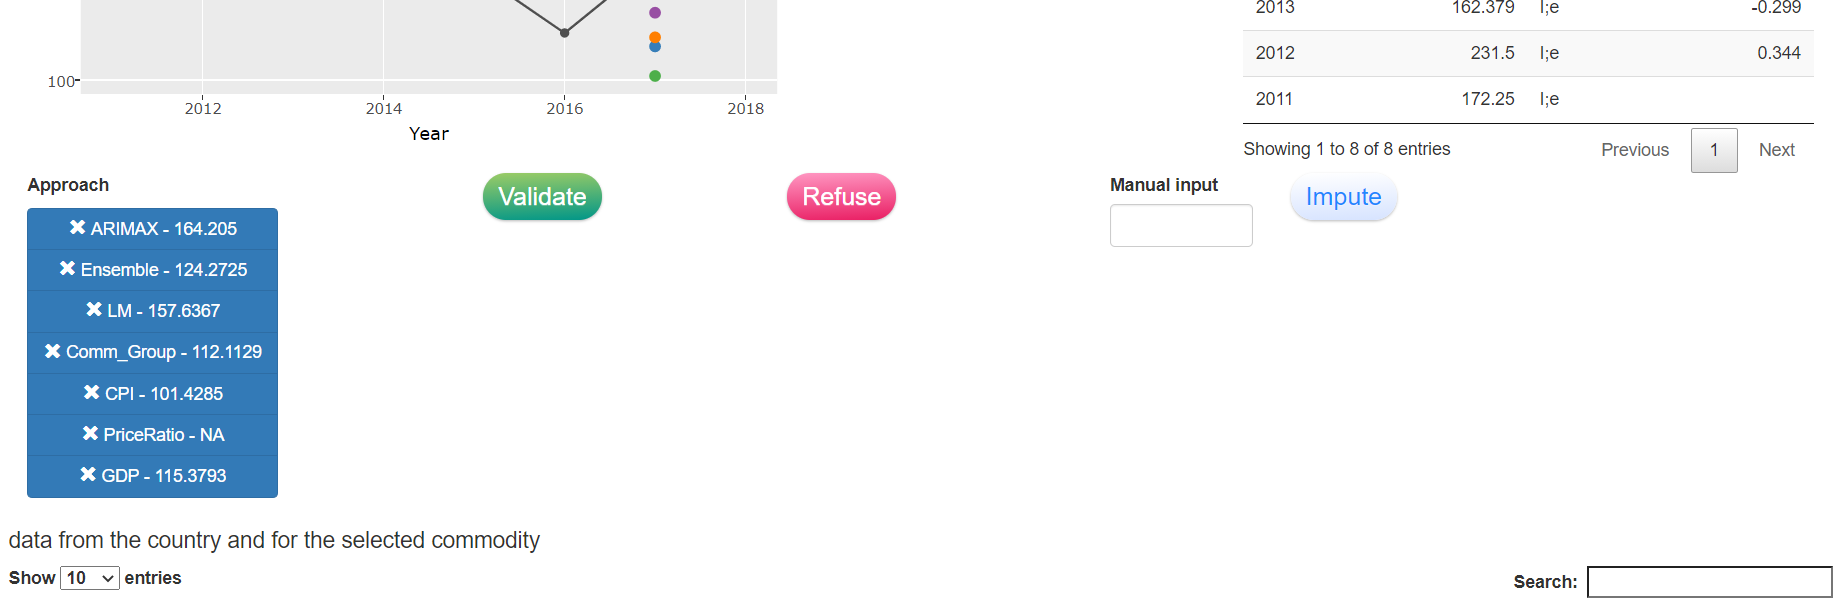 2013 162.379 I;e -0.299
2012 231.5 I;e 0.344
100
2011 172.25 I;e
2012 2014 2016 2018
Year
Showing 1 to 8 of 8 entries Previous 1 Next
Approach
Validate
Refuse
Manual input
Impute
✖ ARIMAX - 164.205
✖ Ensemble - 124.2725
✖ LM - 157.6367
✖ Comm_Group - 112.1129
✖ CPI - 101.4285
✖ PriceRatio - NA
✖ GDP - 115.3793
data from the country and for the selected commodity
Show 10 entries
Search: